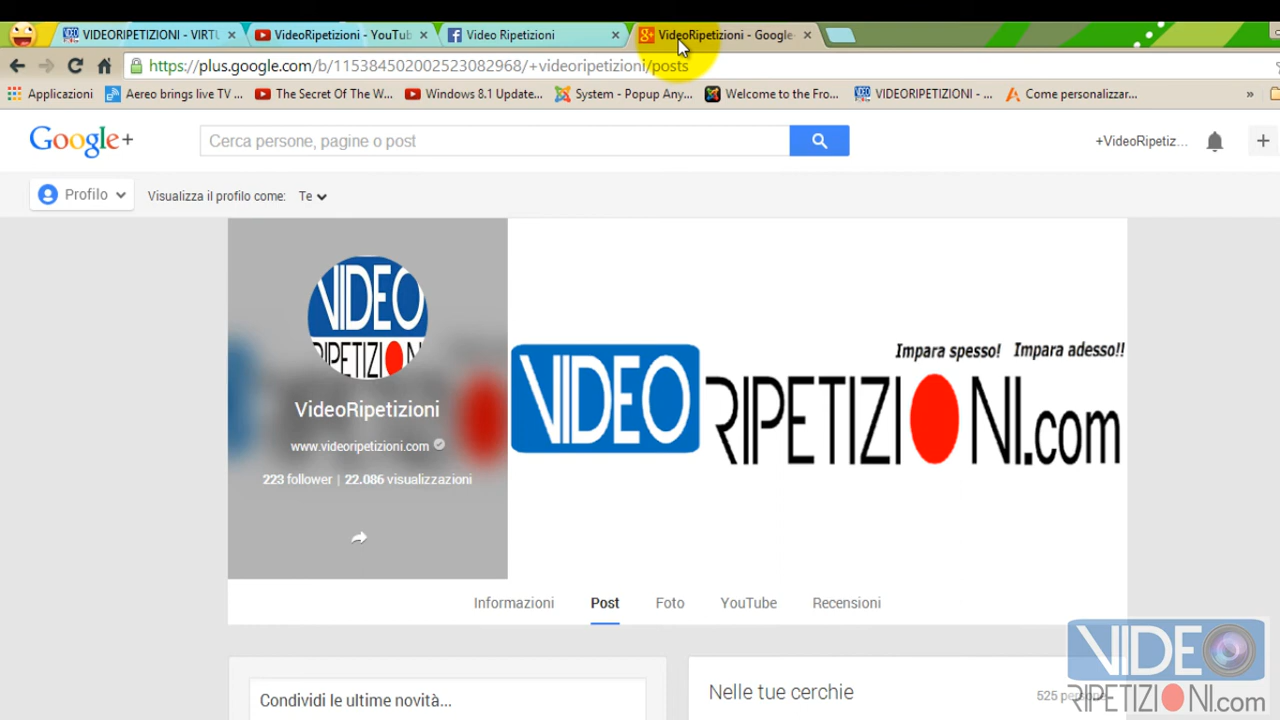 VIDEORIPETIZIONI - VIRTU
VideoRipetizioni - YouTub
Video Ripetizioni
VideoRipetizioni - Google-
https://plus.google.com/b/115384502002523082968/+videoripetizioni/posts
Applicazioni
Aereo brings live TV ...
The Secret Of The W...
Windows 8.1 Update...
System - Popup Any...
Welcome to the Fro...
VIDEORIPETIZIONI - ...
Come personalizzar...
»
Google+
Cerca persone, pagine o post
+VideoRipetiz...
Profilo
Visualizza il profilo come:
Te
VIDEO
RIPETIZIONI
VideoRipetizioni
www.videoripetizioni.com
223 follower | 22.086 visualizzazioni
Impara spesso! Impara adesso!!
VIDEO RIPETIZIONI.com
Informazioni
Post
Foto
YouTube
Recensioni
Condividi le ultime novità...
Nelle tue cerchie
525 persone
VIDEO
RIPETIZIONI.com